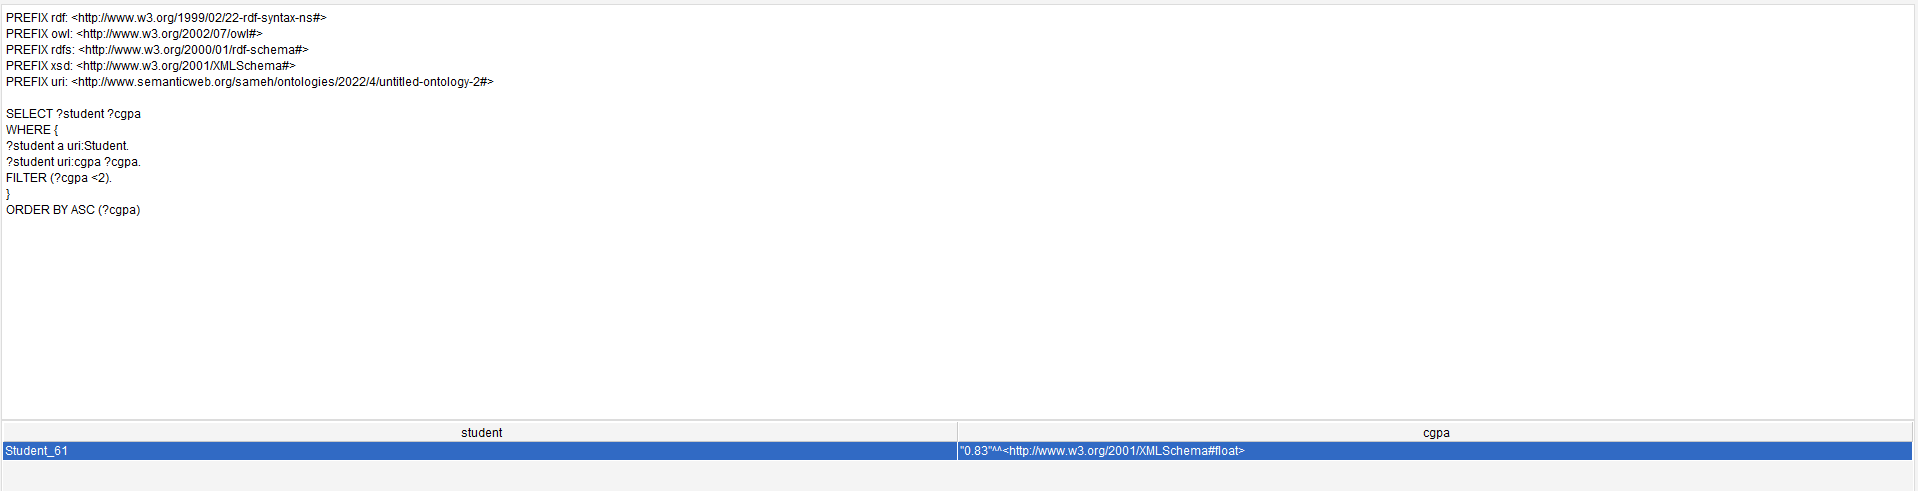 PREFIX rdf: <http://www.w3.org/1999/02/22-rdf-syntax-ns#>
PREFIX owl: <http://www.w3.org/2002/07/owl#>
PREFIX rdfs: <http://www.w3.org/2000/01/rdf-schema#>
PREFIX xsd: <http://www.w3.org/2001/XMLSchema#>
PREFIX uri: <http://www.semanticweb.org/sameh/ontologies/2022/4/untitled-ontology-2#>
SELECT ?student ?cgpa
WHERE {
?student a uri:Student.
?student uri:cgpa ?cgpa.
FILTER (?cgpa <2).
}
ORDER BY ASC (?cgpa)
student cgpa
Student_61 "0.83"^^<http://www.w3.org/2001/XMLSchema#float>